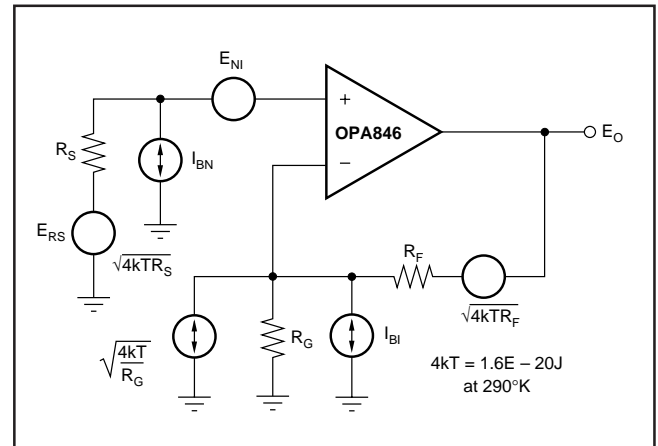 E_NI
+
OPA846
−
E_O
R_S
I_BN
E_RS
√4kTR_S
R_F
√4kTR_F
√4kT/R_G
R_G
I_BI
4kT = 1.6E – 20J
at 290°K